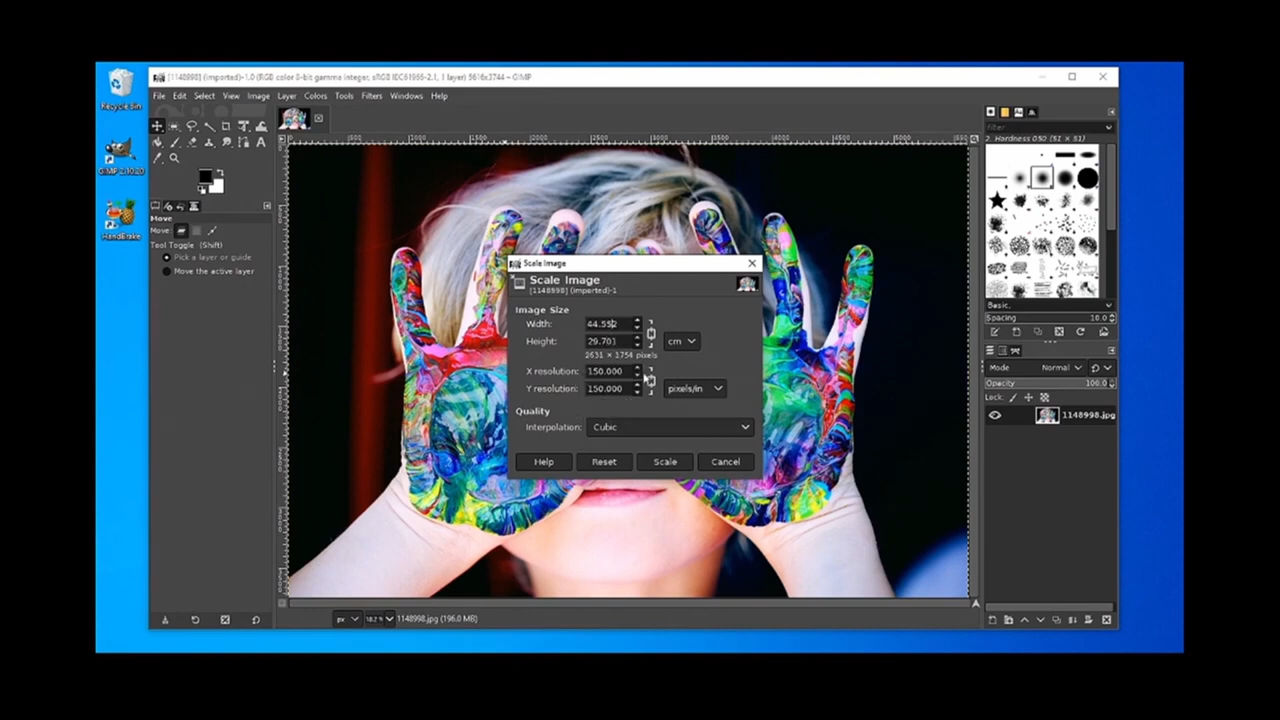 [1148998] (imported)-1.0 (RGB color 8-bit gamma integer, sRGB IEC61966-2.1, 1 layer) 5616x3744 – GIMP
File Edit Select View Image Layer Colors Tools Filters Windows Help
Recycle Bin
GIMP 2.10.20
HandBrake
Move
Move:
Tool Toggle (Shift)
Pick a layer or guide
Move the active layer
Scale Image
Scale Image
[1148998] (imported)-1
Image Size
Width: 44.552
Height: 29.701 cm
2631 × 1754 pixels
X resolution: 150.000
Y resolution: 150.000 pixels/in
Quality
Interpolation: Cubic
Help Reset Scale Cancel
filter
2. Hardness 050 (51 × 51)
Basic,
Spacing 10.0
Mode Normal
Opacity 100.0
Lock:
1148998.jpg
px 18.2 % 1148998.jpg (196.0 MB)